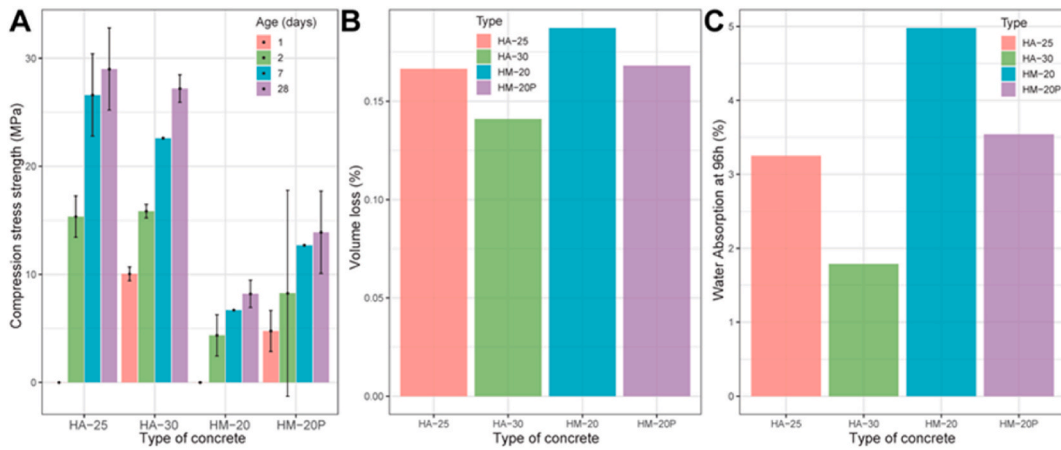 A
Age (days)
1
2
7
28
Compression stress strength (MPa)
30
20
10
0
HA-25 HA-30 HM-20 HM-20P
Type of concrete
B
Type
HA-25
HA-30
HM-20
HM-20P
Volume loss (%)
0.15
0.10
0.05
0.00
HA-25 HA-30 HM-20 HM-20P
Type of concrete
C
Type
HA-25
HA-30
HM-20
HM-20P
Water Absorption at 96h (%)
5
4
3
2
1
0
HA-25 HA-30 HM-20 HM-20P
Type of concrete